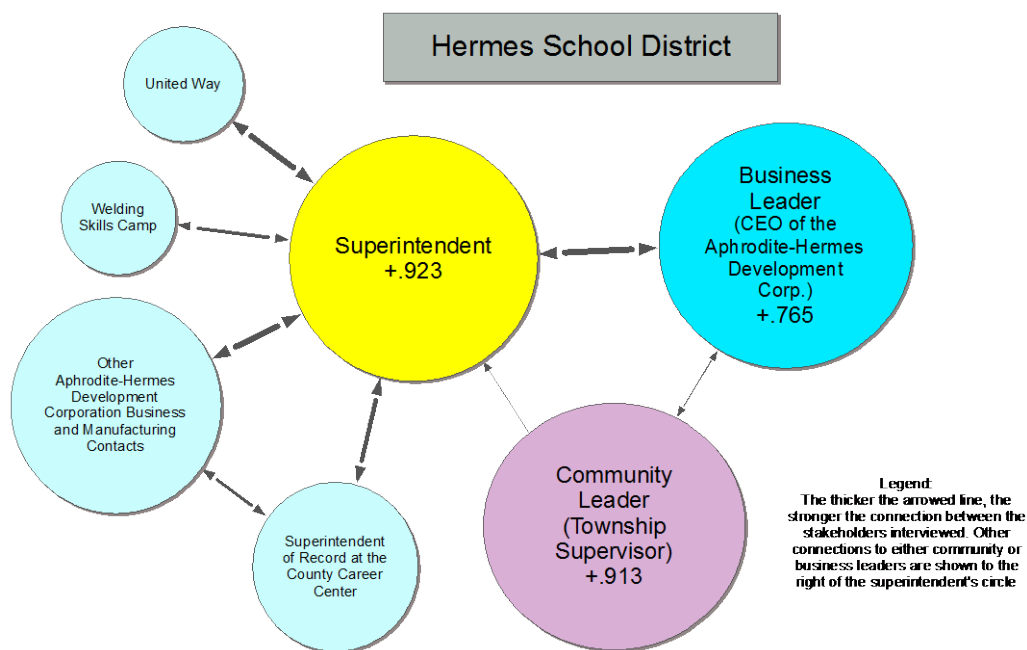 Hermes School District
United Way
Welding
Skills Camp
Superintendent
+.923
Business
Leader
(CEO of the
Aphrodite-Hermes
Development
Corp.)
+.765
Other
Aphrodite-Hermes
Development
Corporation Business
and Manufacturing
Contacts
Superintendent
of Record at the
County Career
Center
Community
Leader
(Township
Supervisor)
+.913
Legend:
The thicker the arrowed line, the
stronger the connection between the
stakeholders interviewed. Other
connections to either community or
business leaders are shown to the
right of the superintendent's circle